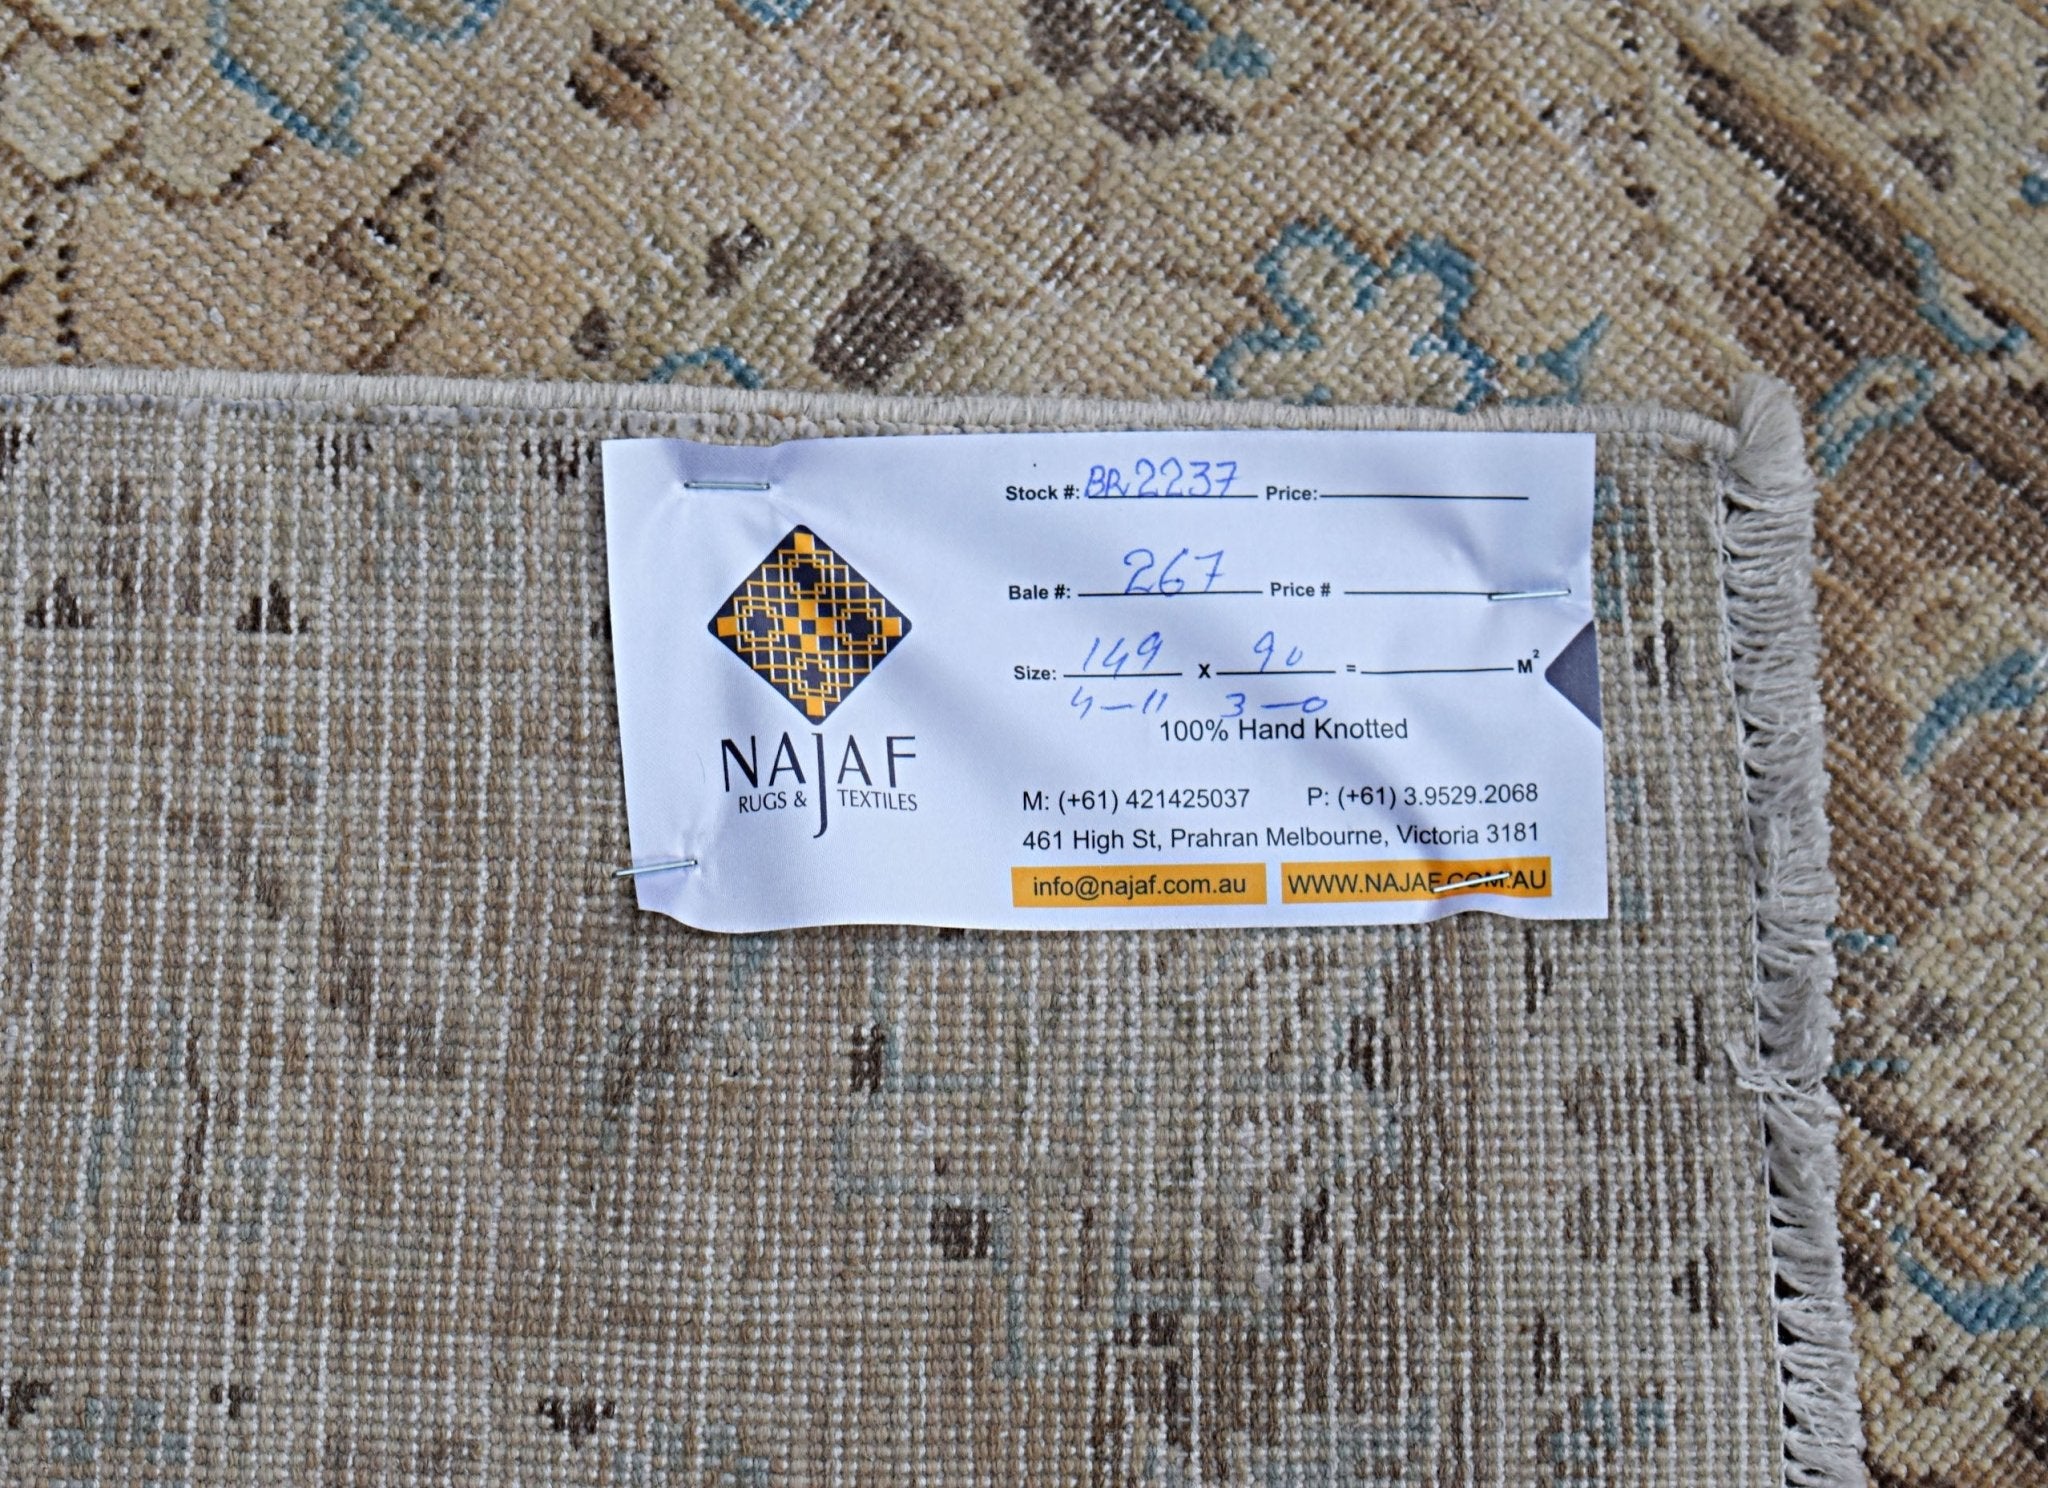 Stock #: BR2237 Price:
Bale #: 267 Price #
Size: 149 X 90 = M²
4-11 3-0
100% Hand Knotted
NAJAF
RUGS & TEXTILES
M: (+61) 421425037 P: (+61) 3.9529.2068
461 High St, Prahran Melbourne, Victoria 3181
info@najaf.com.au WWW.NAJAF.COM.AU